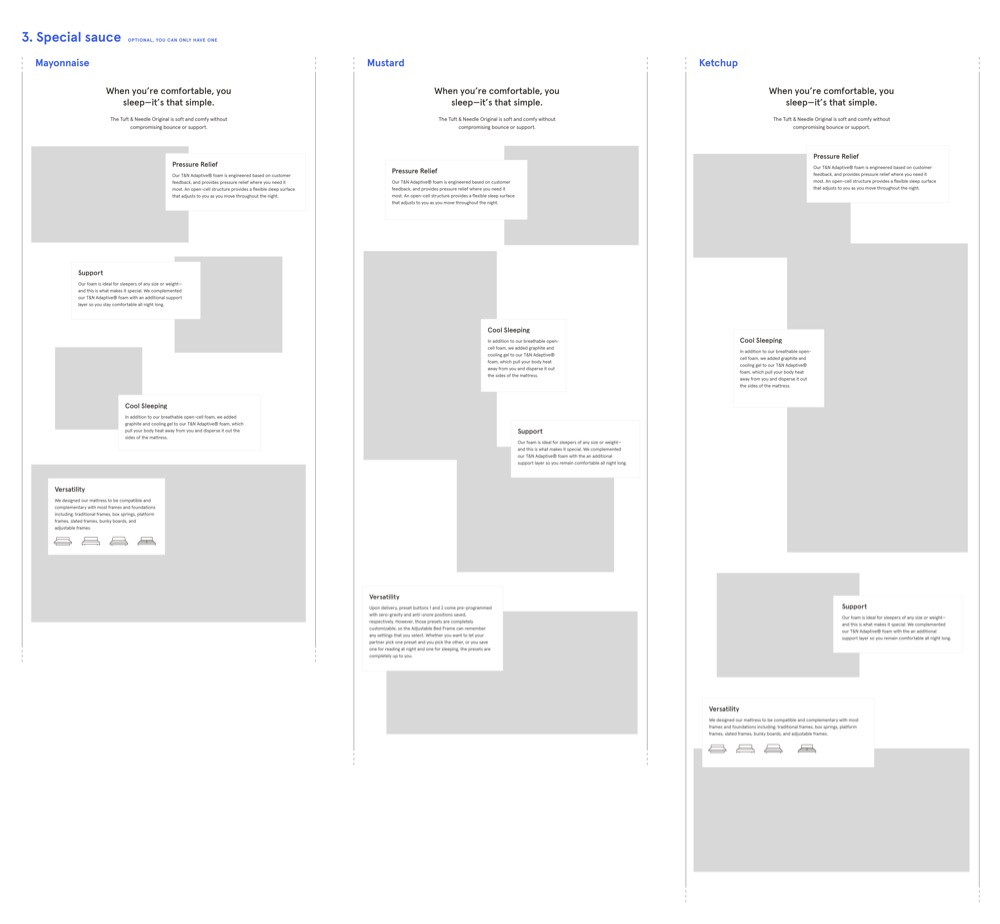 3. Special sauce OPTIONAL, YOU CAN ONLY HAVE ONE
Mayonnaise
When you’re comfortable, you
sleep—it’s that simple.
The Tuft & Needle Original is soft and comfy without
compromising bounce or support.
Pressure Relief
Our T&N Adaptive® foam is engineered based on customer
feedback, and provides pressure relief where you need it
most. An open-cell structure provides a flexible sleep surface
that adjusts to you as you move throughout the night.
Support
Our foam is ideal for sleepers of any size or weight—
and this is what makes it special. We complemented
our T&N Adaptive® foam with an additional support
layer so you stay comfortable all night long.
Cool Sleeping
In addition to our breathable open-cell foam, we added
graphite and cooling gel to our T&N Adaptive® foam, which
pull your body heat away from you and disperse it out the
sides of the mattress.
Versatility
We designed our mattress to be compatible and
complementary with most frames and foundations
including: traditional frames, box springs, platform
frames, slated frames, bunky boards, and
adjustable frames.
Mustard
When you’re comfortable, you
sleep—it’s that simple.
The Tuft & Needle Original is soft and comfy without
compromising bounce or support.
Pressure Relief
Our T&N Adaptive® foam is engineered based on customer
feedback, and provides pressure relief where you need it
most. An open-cell structure provides a flexible sleep surface
that adjusts to you as you move throughout the night.
Cool Sleeping
In addition to our breathable open-
cell foam, we added graphite and
cooling gel to our T&N Adaptive®
foam, which pull your body heat
away from you and disperse it out
the sides of the mattress.
Support
Our foam is ideal for sleepers of any size or weight—
and this is what makes it special. We complemented
our T&N Adaptive® foam with the an additional
support layer so you remain comfortable all night long.
Versatility
Upon delivery, preset buttons 1 and 2 come pre-programmed
with zero-gravity and anti-snore positions saved,
respectively. However, those presets are completely
customizable, so the Adjustable Bed Frame can remember
any settings that you select. Whether you want to let your
partner pick one preset and you pick the other, or you save
one for reading at night and one for sleeping, the presets are
completely up to you.
Ketchup
When you’re comfortable, you
sleep—it’s that simple.
The Tuft & Needle Original is soft and comfy without
compromising bounce or support.
Pressure Relief
Our T&N Adaptive® foam is engineered based on customer
feedback, and provides pressure relief where you need it
most. An open-cell structure provides a flexible sleep surface
that adjusts to you as you move throughout the night.
Cool Sleeping
In addition to our breathable open-
cell foam, we added graphite and
cooling gel to our T&N Adaptive®
foam, which pull your body heat
away from you and disperse it out
the sides of the mattress.
Support
Our foam is ideal for sleepers of any size or weight—
and this is what makes it special. We complemented
our T&N Adaptive® foam with the an additional
support layer so you remain comfortable all night long.
Versatility
We designed our mattress to be compatible and complementary with most
frames and foundations including: traditional frames, box springs, platform
frames, slated frames, bunky boards, and adjustable frames.